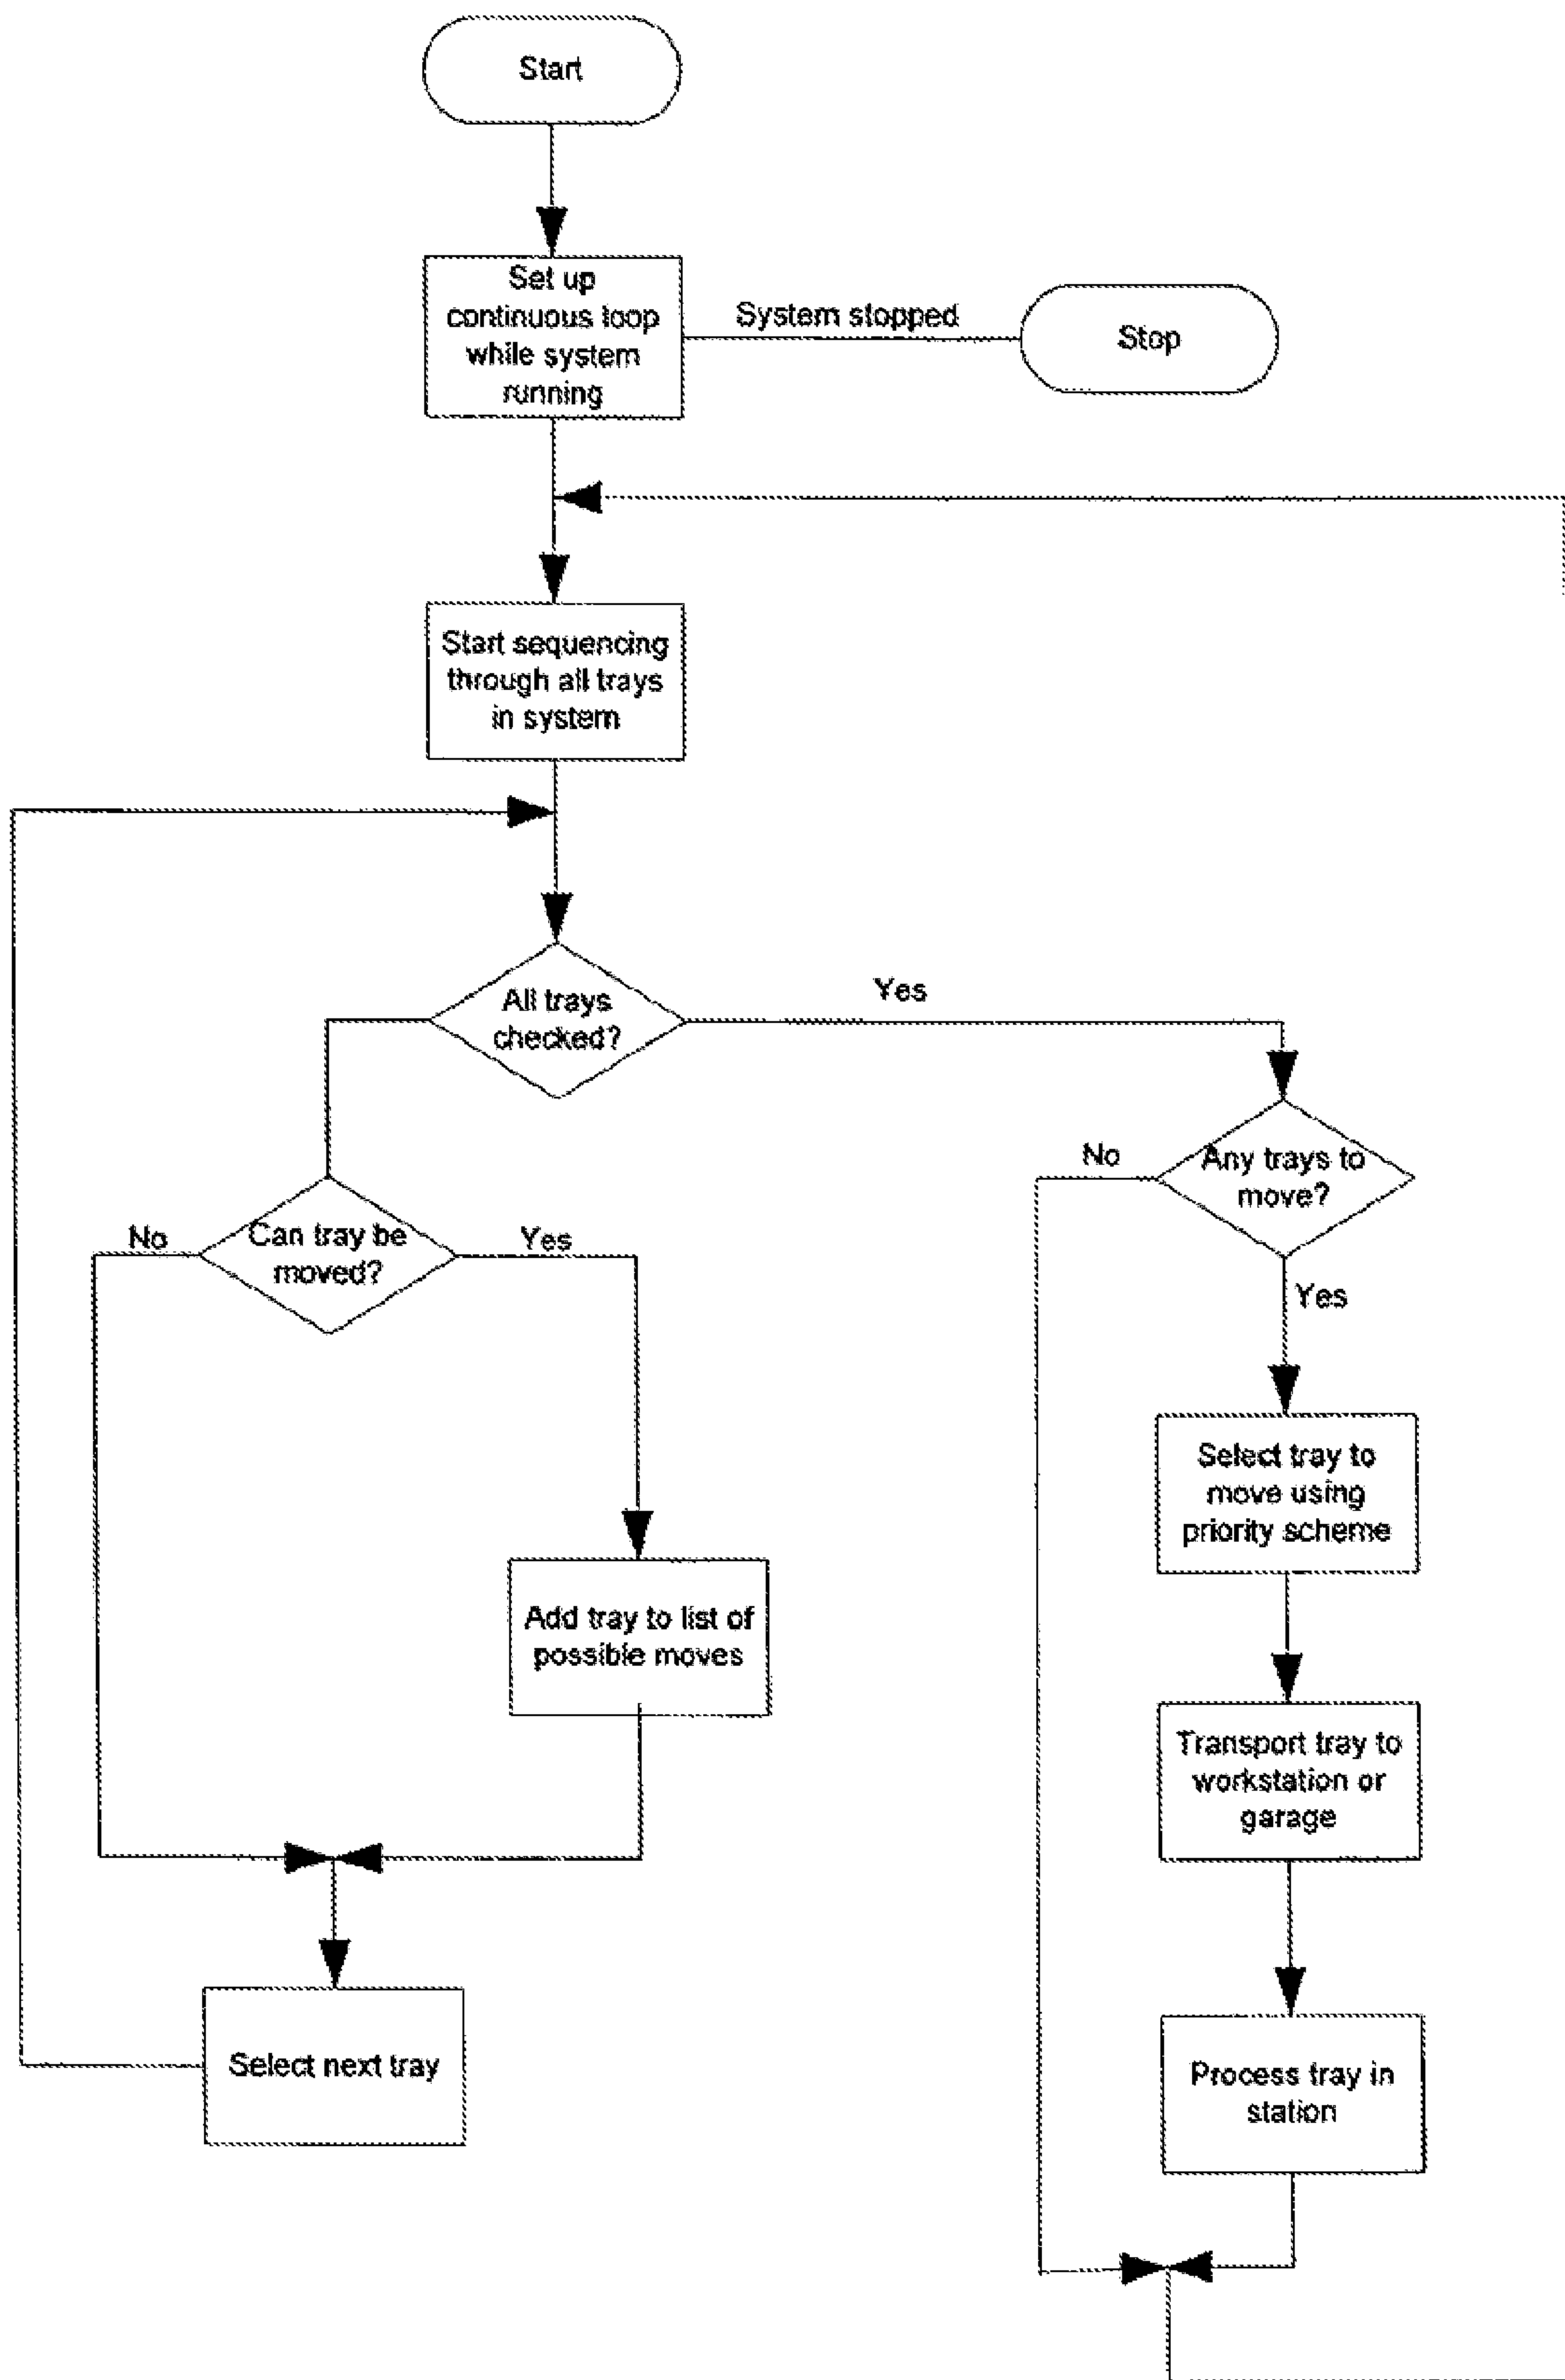 Start
Set up
continuous loop
while system
running
System stopped
Stop
Start sequencing
through all trays
in system
All trays
checked?
Yes
No
Can tray be
moved?
Yes
No
Any trays to
move?
Yes
Select tray to
move using
priority scheme
Add tray to list of
possible moves
Transport tray to
workstation or
garage
Select next tray
Process tray in
station